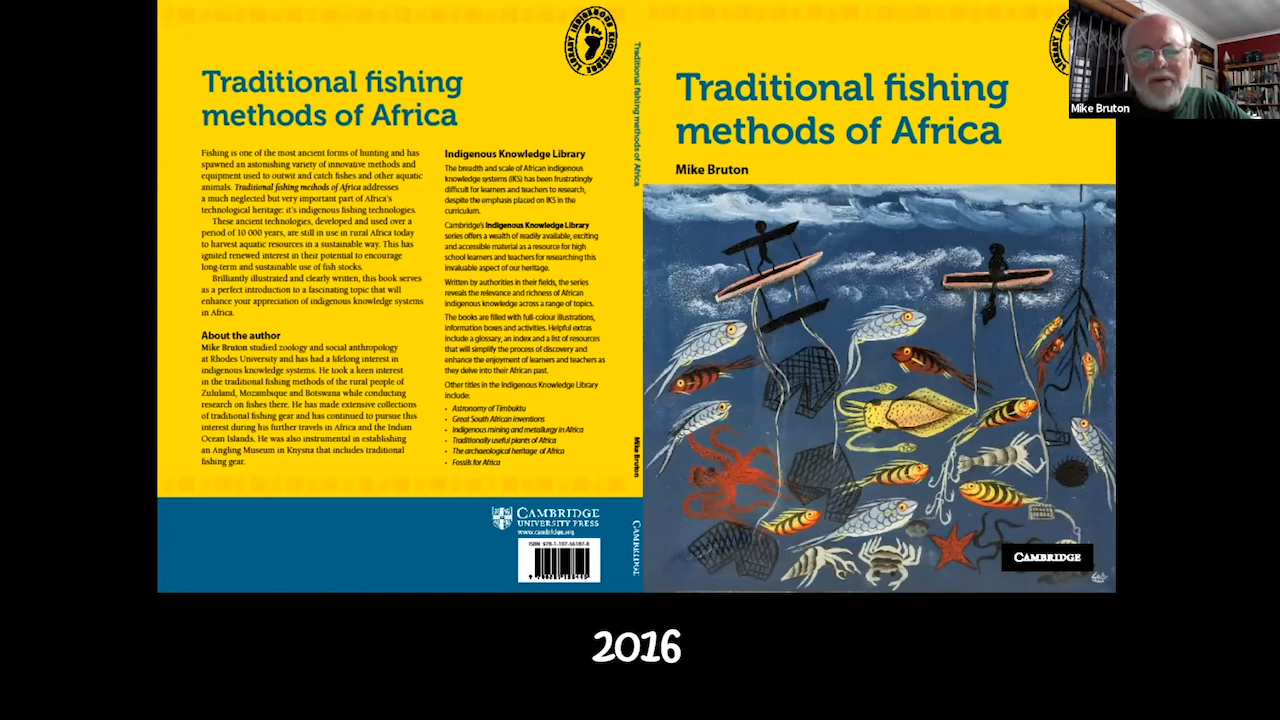 Traditional fishing
methods of Africa
Fishing is one of the most ancient forms of hunting and has
spawned an astonishing variety of innovative methods and
equipment used to outwit and catch fishes and other aquatic
animals. Traditional fishing methods of Africa addresses
a much neglected but very important part of Africa's
technological heritage: it's indigenous fishing technologies.
These ancient technologies, developed and used over a
period of 10 000 years, are still in use in rural Africa today
to harvest aquatic resources in a sustainable way. This has
ignited renewed interest in their potential to encourage
long-term and sustainable use of fish stocks.
Brilliantly illustrated and clearly written, this book serves
as a perfect introduction to a fascinating topic that will
enhance your appreciation of indigenous knowledge systems
in Africa.
About the author
Mike Bruton studied zoology and social anthropology
at Rhodes University and has had a lifelong interest in
indigenous knowledge systems. He took a keen interest
in the traditional fishing methods of the rural people of
Zululand, Mozambique and Botswana while conducting
research on fishes there. He has made extensive collections
of traditional fishing gear and has continued to pursue this
interest during his further travels in Africa and the Indian
Ocean Islands. He was also instrumental in establishing
an Angling Museum in Knysna that includes traditional
fishing gear.
LIBRARY INDIGENOUS KNOWLEDGE
Indigenous Knowledge Library
The breadth and scale of African indigenous
knowledge systems (IKS) has been frustratingly
difficult for learners and teachers to research,
despite the emphasis placed on IKS in the
curriculum.
Cambridge's Indigenous Knowledge Library
series offers a wealth of readily available, exciting
and accessible material as a resource for high
school learners and teachers for researching this
invaluable aspect of our heritage.
Written by authorities in their fields, the series
reveals the relevance and richness of African
indigenous knowledge across a range of topics.
The books are filled with full-colour illustrations,
information boxes and activities. Helpful extras
include a glossary, an index and a list of resources
that will simplify the process of discovery and
enhance the enjoyment of learners and teachers as
they delve into their African past.
Other titles in the Indigenous Knowledge Library
include:
• Astronomy of Timbuktu
• Great South African inventions
• Indigenous mining and metallurgy in Africa
• Traditionally useful plants of Africa
• The archaeological heritage of Africa
• Fossils for Africa
CAMBRIDGE
UNIVERSITY PRESS
www.cambridge.org
ISBN 978-1-107-56187-8
Traditional fishing methods of Africa
Mike Bruton
CAMBRIDGE
Traditional fishing
methods of Africa
Mike Bruton
CAMBRIDGE
Mike Bruton
2016